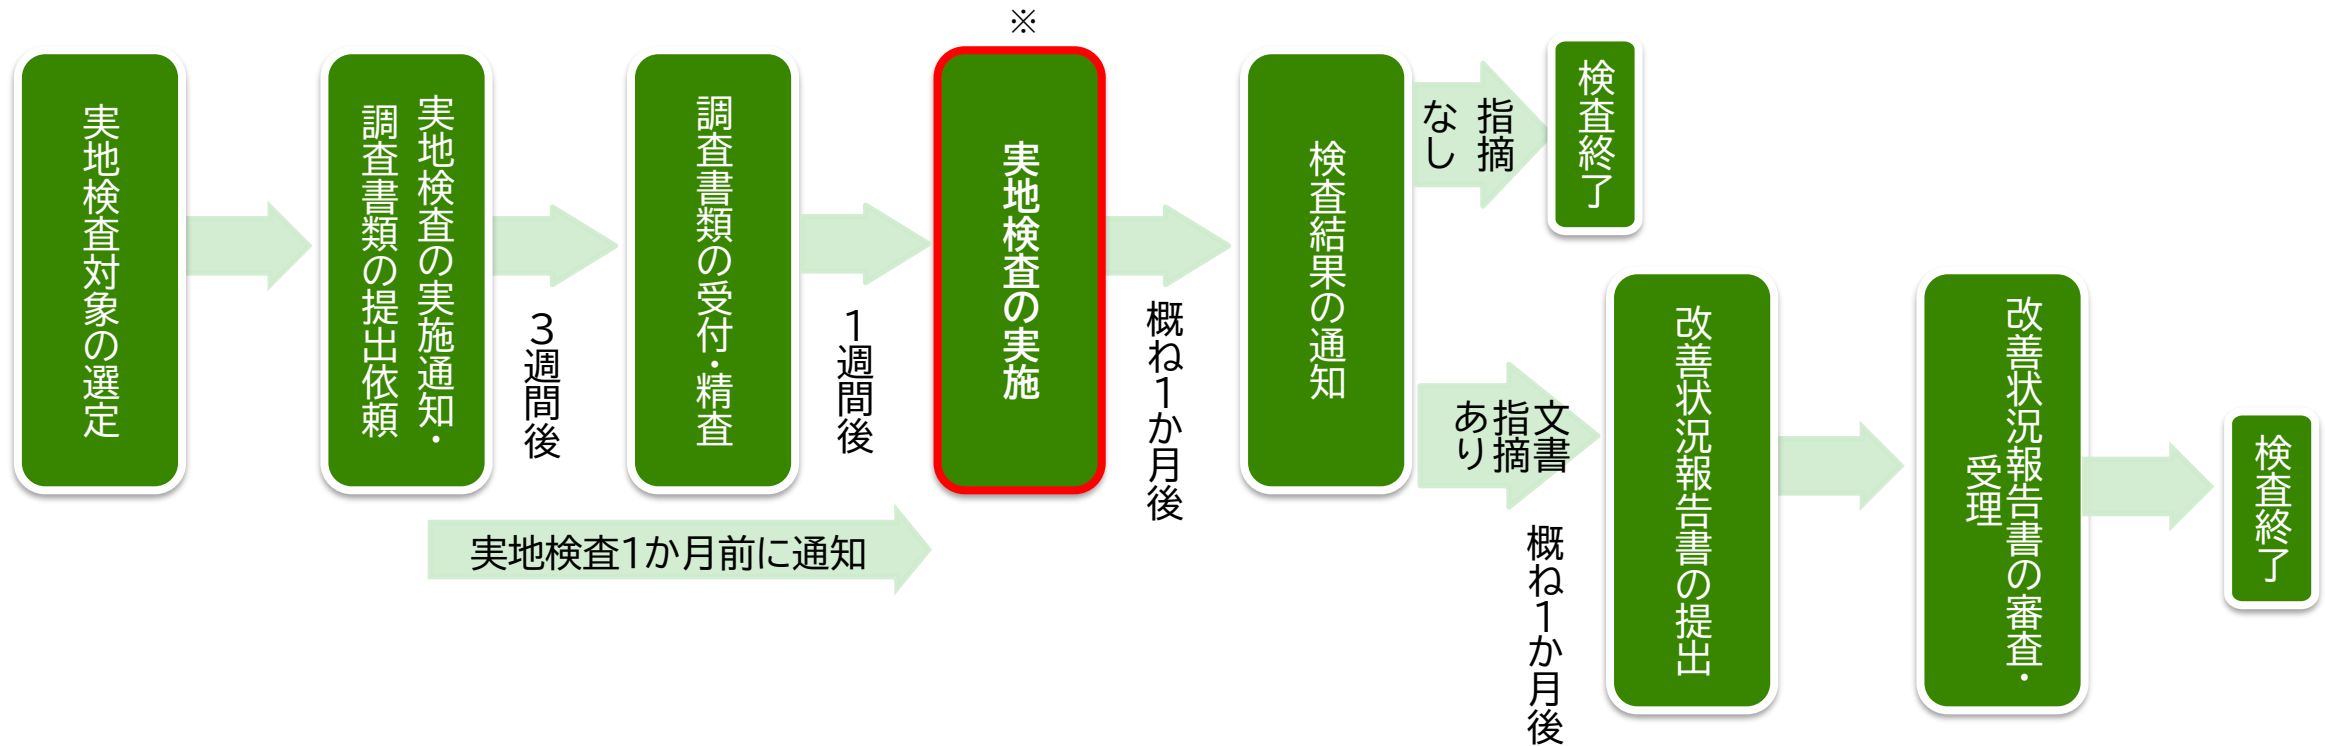 ※
実地検査対象の選定
実地検査の実施通知・
調査書類の提出依頼
3週間後
調査書類の受付・精査
1週間後
実地検査の実施
実地検査1か月前に通知
概ね1か月後
検査結果の通知
指摘
なし
検査終了
文書
指摘
あり
概ね1か月後
改善状況報告書の提出
改善状況報告書の審査・
受理
検査終了